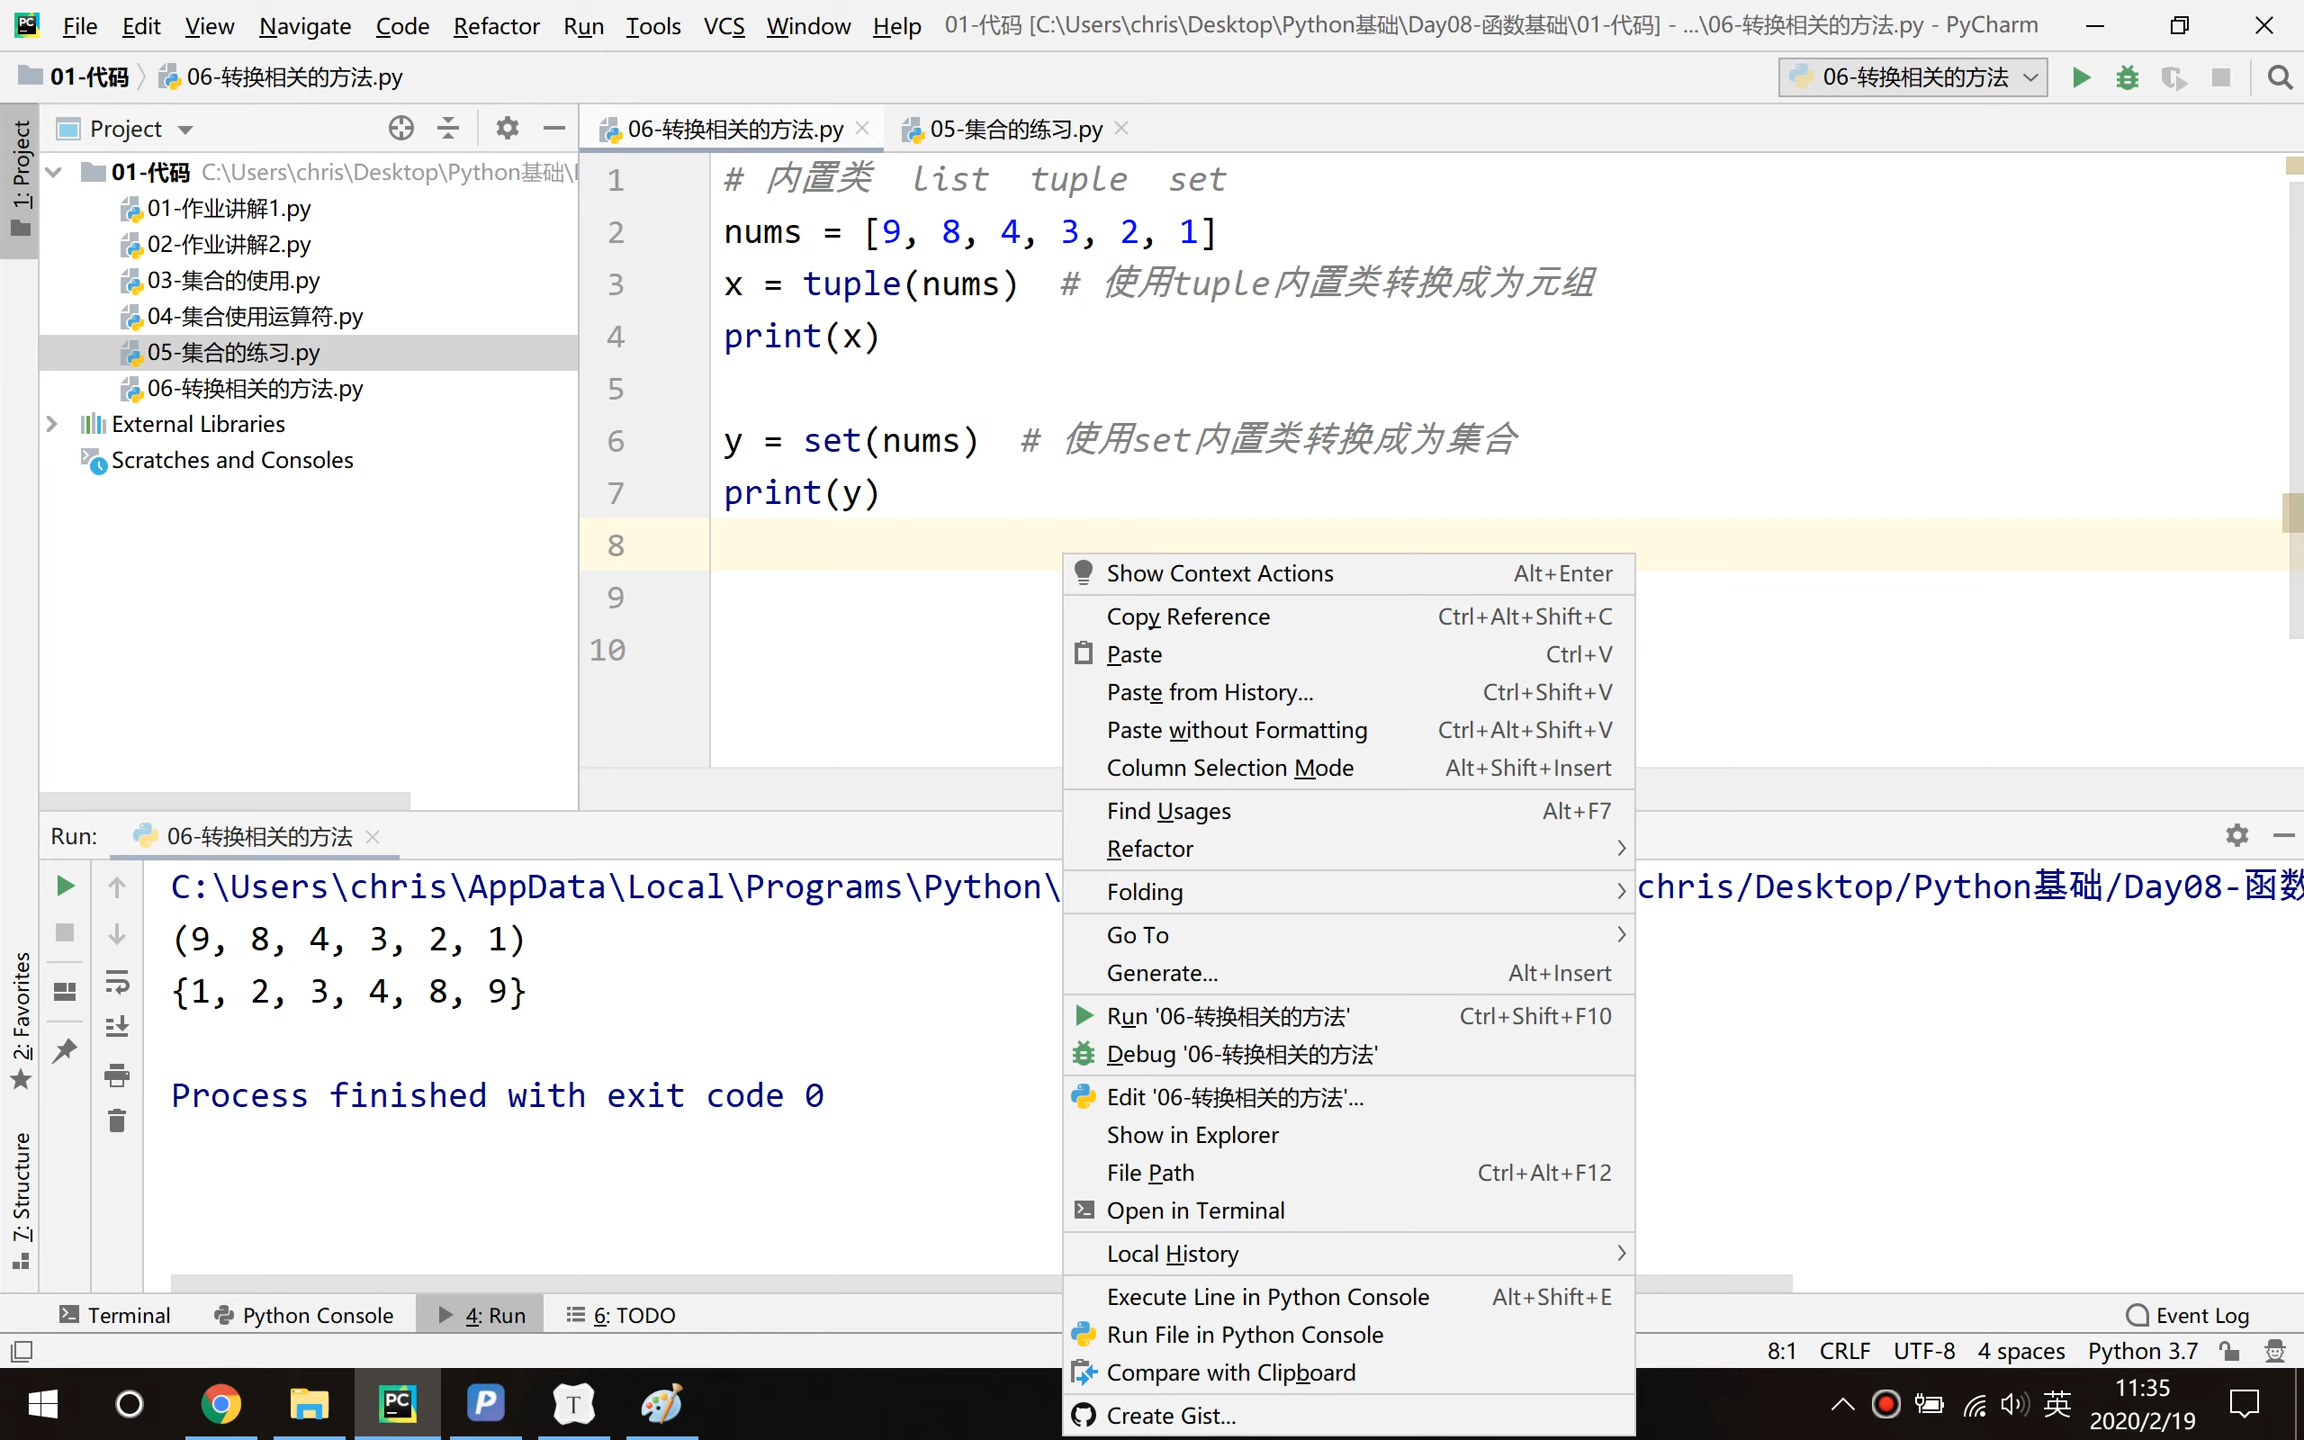 File Edit View Navigate Code Refactor Run Tools VCS Window Help 01-代码 [C:\Users\chris\Desktop\Python基础\Day08-函数基础\01-代码] - ...\06-转换相关的方法.py - PyCharm
01-代码 06-转换相关的方法.py
06-转换相关的方法
1: Project
Project
06-转换相关的方法.py
05-集合的练习.py
01-代码 C:\Users\chris\Desktop\Python基础\
01-作业讲解1.py
02-作业讲解2.py
03-集合的使用.py
04-集合使用运算符.py
05-集合的练习.py
06-转换相关的方法.py
External Libraries
Scratches and Consoles
1 # 内置类 list tuple set
2 nums = [9, 8, 4, 3, 2, 1]
3 x = tuple(nums) # 使用tuple内置类转换成为元组
4 print(x)
5
6 y = set(nums) # 使用set内置类转换成为集合
7 print(y)
8
9
10
Show Context Actions Alt+Enter
Copy Reference Ctrl+Alt+Shift+C
Paste Ctrl+V
Paste from History... Ctrl+Shift+V
Paste without Formatting Ctrl+Alt+Shift+V
Column Selection Mode Alt+Shift+Insert
Find Usages Alt+F7
Refactor
Folding
Go To
Generate... Alt+Insert
Run '06-转换相关的方法' Ctrl+Shift+F10
Debug '06-转换相关的方法'
Edit '06-转换相关的方法'...
Show in Explorer
File Path Ctrl+Alt+F12
Open in Terminal
Local History
Execute Line in Python Console Alt+Shift+E
Run File in Python Console
Compare with Clipboard
Create Gist...
Run: 06-转换相关的方法
C:\Users\chris\AppData\Local\Programs\Python\ chris/Desktop/Python基础/Day08-函数
(9, 8, 4, 3, 2, 1)
{1, 2, 3, 4, 8, 9}
Process finished with exit code 0
2: Favorites
7: Structure
Terminal Python Console 4: Run 6: TODO Event Log
8:1 CRLF UTF-8 4 spaces Python 3.7
英
11:35
2020/2/19